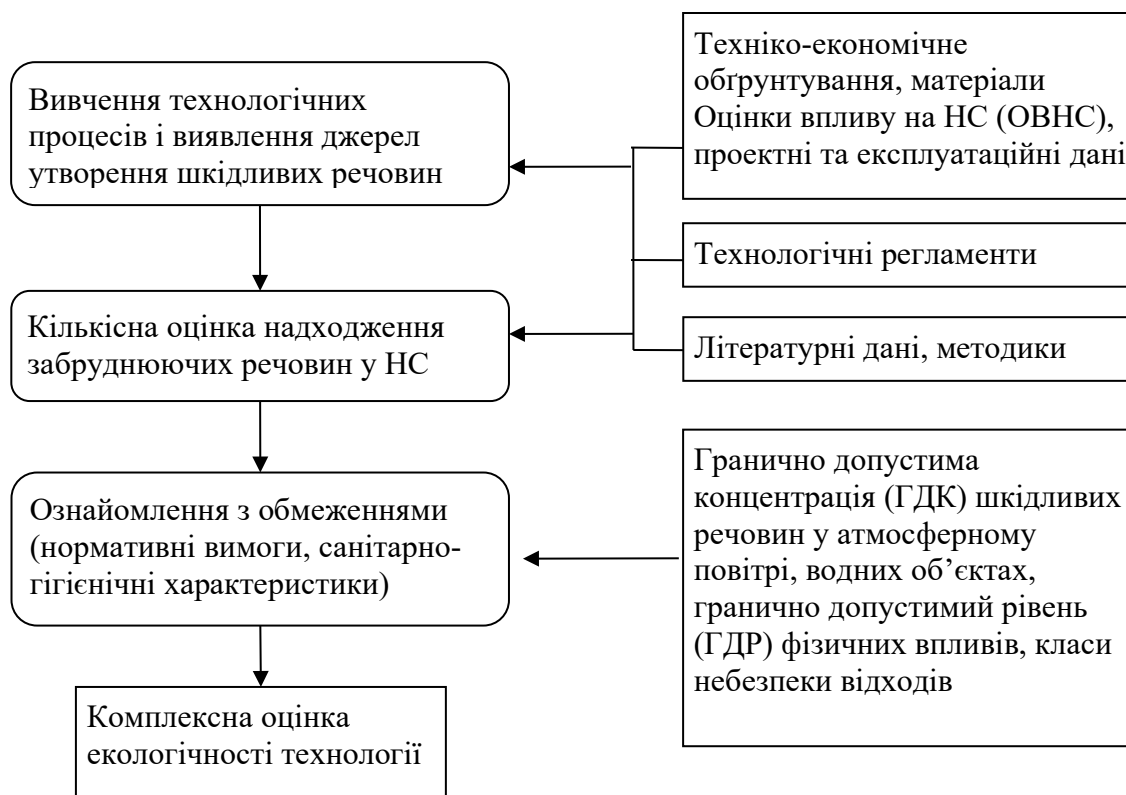 Вивчення технологічних
процесів і виявлення джерел
утворення шкідливих речовин
Техніко-економічне
обґрунтування, матеріали
Оцінки впливу на НС (ОВНС),
проектні та експлуатаційні дані
Технологічні регламенти
Кількісна оцінка надходження
забруднюючих речовин у НС
Літературні дані, методики
Ознайомлення з обмеженнями
(нормативні вимоги, санітарно-
гігієнічні характеристики)
Гранично допустима
концентрація (ГДК) шкідливих
речовин у атмосферному
повітрі, водних об’єктах,
гранично допустимий рівень
(ГДР) фізичних впливів, класи
небезпеки відходів
Комплексна оцінка
екологічності технології